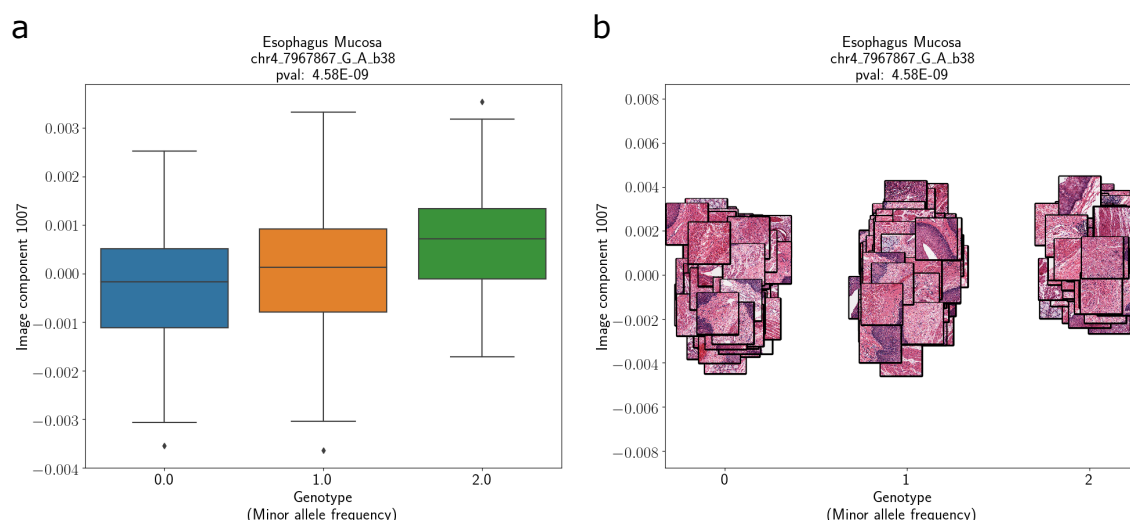 a
Esophagus Mucosa
chr4_7967867_G_A_b38
pval: 4.58E-09
Image component 1007
0.003
0.002
0.001
0.000
−0.001
−0.002
−0.003
−0.004
0.0 1.0 2.0
Genotype
(Minor allele frequency)
b
Esophagus Mucosa
chr4_7967867_G_A_b38
pval: 4.58E-09
Image component 1007
0.008
0.006
0.004
0.002
0.000
−0.002
−0.004
−0.006
−0.008
0 1 2
Genotype
(Minor allele frequency)